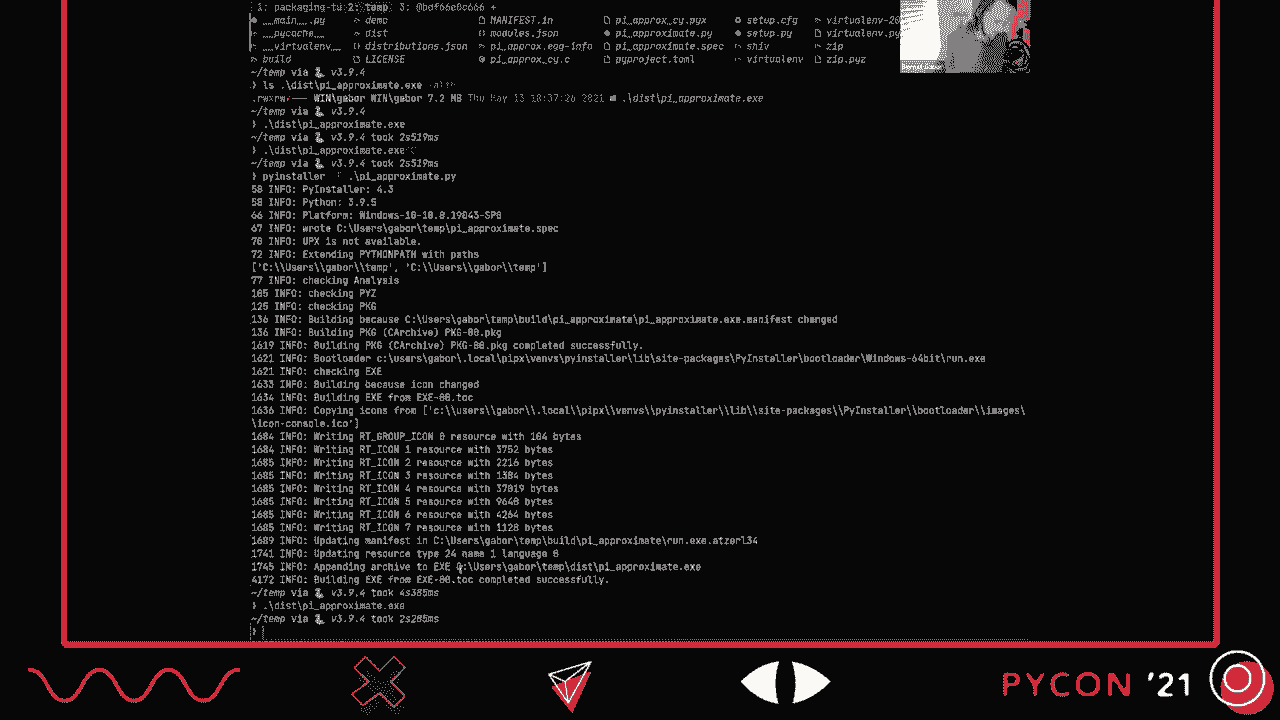 1: packaging-tu 2: temp 3: @bdf66e0c666 +
__main__.py demo MANIFEST.in pi_approx_cy.pyx setup.cfg
__pycache__ dist modules.json pi_approximate.py setup.py
__virtualenv__ distributions.json pi_approx.egg-info pi_approximate.spec shiv zip
build LICENSE pi_approx_cy.c pyproject.toml virtualenv zip.pyz
~/temp via v3.9.4
❯ ls .\dist\pi_approximate.exe
WIN\gabor WIN\gabor 7.2 MB Thu May 13 10:37:26 2021 .\dist\pi_approximate.exe
~/temp via v3.9.4
❯ .\dist\pi_approximate.exe
~/temp via v3.9.4 took 2s519ms
❯ .\dist\pi_approximate.exe
~/temp via v3.9.4 took 2s519ms
❯ pyinstaller .\pi_approximate.py
58 INFO: PyInstaller: 4.3
58 INFO: Python: 3.9.5
66 INFO: Platform: Windows-10-10.0.19043-SP0
67 INFO: wrote C:\Users\gabor\temp\pi_approximate.spec
70 INFO: UPX is not available.
72 INFO: Extending PYTHONPATH with paths
['C:\\Users\\gabor\\temp', 'C:\\Users\\gabor\\temp']
77 INFO: checking Analysis
105 INFO: checking PYZ
125 INFO: checking PKG
136 INFO: Building because C:\Users\gabor\temp\build\pi_approximate\pi_approximate.exe.manifest changed
136 INFO: Building PKG (CArchive) PKG-00.pkg
1619 INFO: Building PKG (CArchive) PKG-00.pkg completed successfully.
1621 INFO: Bootloader c:\users\gabor\.local\pipx\venvs\pyinstaller\lib\site-packages\PyInstaller\bootloader\Windows-64bit\run.exe
1621 INFO: checking EXE
1633 INFO: Building because icon changed
1634 INFO: Building EXE from EXE-00.toc
1636 INFO: Copying icons from ['c:\\users\\gabor\\.local\\pipx\\venvs\\pyinstaller\\lib\\site-packages\\PyInstaller\\bootloader\\images\
\icon-console.ico']
1684 INFO: Writing RT_GROUP_ICON 0 resource with 104 bytes
1684 INFO: Writing RT_ICON 1 resource with 3752 bytes
1685 INFO: Writing RT_ICON 2 resource with 2216 bytes
1685 INFO: Writing RT_ICON 3 resource with 1384 bytes
1685 INFO: Writing RT_ICON 4 resource with 37019 bytes
1685 INFO: Writing RT_ICON 5 resource with 9640 bytes
1685 INFO: Writing RT_ICON 6 resource with 4264 bytes
1685 INFO: Writing RT_ICON 7 resource with 1128 bytes
1689 INFO: Updating manifest in C:\Users\gabor\temp\build\pi_approximate\run.exe.atzerl34
1741 INFO: Updating resource type 24 name 1 language 0
1745 INFO: Appending archive to EXE C:\Users\gabor\temp\dist\pi_approximate.exe
4172 INFO: Building EXE from EXE-00.toc completed successfully.
~/temp via v3.9.4 took 4s385ms
❯ .\dist\pi_approximate.exe
~/temp via v3.9.4 took 2s285ms
❯
PYCON '21